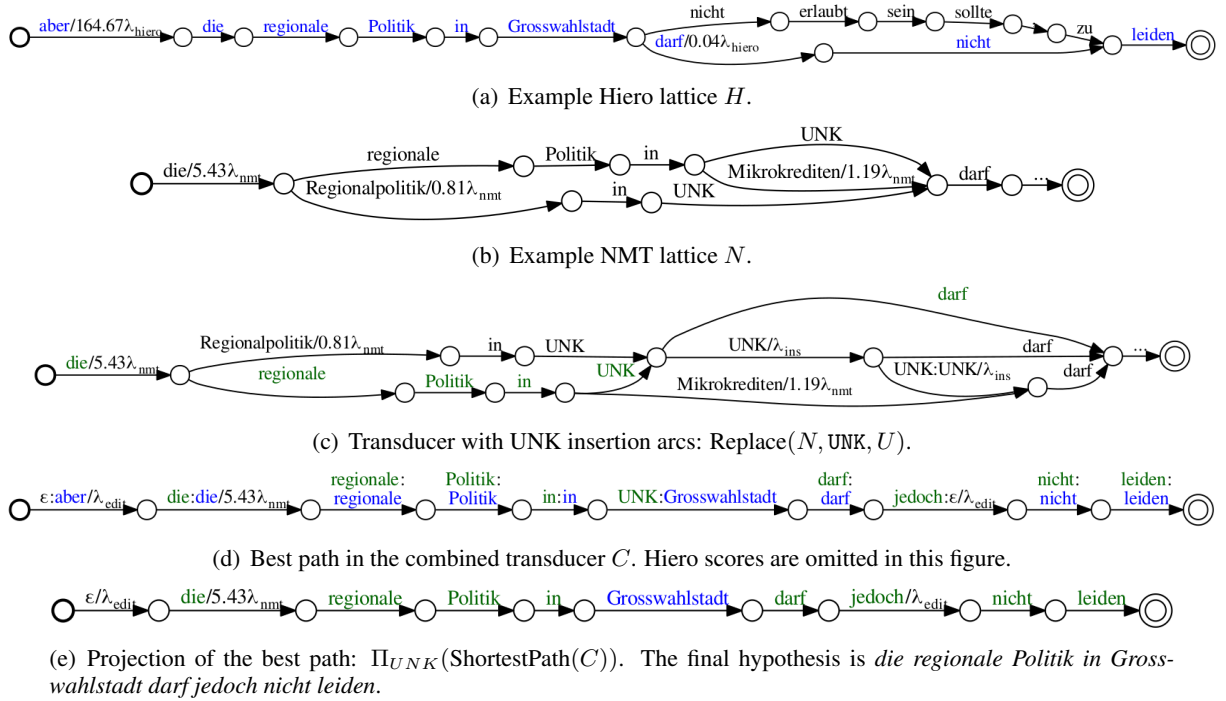 aber/164.67λhiero die regionale Politik in Grosswahlstadt nicht erlaubt sein sollte ... zu leiden
darf/0.04λhiero nicht
(a) Example Hiero lattice H.
die/5.43λnmt regionale Politik in UNK
Regionalpolitik/0.81λnmt in UNK Mikrokrediten/1.19λnmt darf ...
(b) Example NMT lattice N.
darf
die/5.43λnmt Regionalpolitik/0.81λnmt in UNK UNK/λins darf ...
regionale Politik in UNK Mikrokrediten/1.19λnmt UNK:UNK/λins darf
(c) Transducer with UNK insertion arcs: Replace(N, UNK, U).
ε:aber/λedit die:die/5.43λnmt regionale:regionale Politik:Politik in:in UNK:Grosswahlstadt darf:darf jedoch:ε/λedit nicht:nicht leiden:leiden
(d) Best path in the combined transducer C. Hiero scores are omitted in this figure.
ε/λedit die/5.43λnmt regionale Politik in Grosswahlstadt darf jedoch/λedit nicht leiden
(e) Projection of the best path: ΠUNK(ShortestPath(C)). The final hypothesis is die regionale Politik in Gross-
wahlstadt darf jedoch nicht leiden.